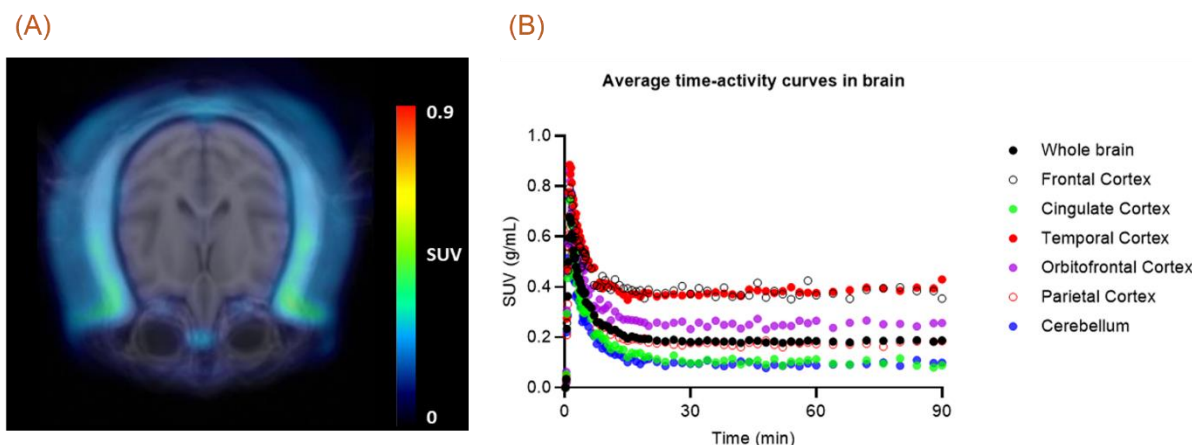 (A)
0.9
SUV
0
(B)
Average time-activity curves in brain
SUV (g/mL)
1.0
0.8
0.6
0.4
0.2
0.0
0
30
60
90
Time (min)
Whole brain
Frontal Cortex
Cingulate Cortex
Temporal Cortex
Orbitofrontal Cortex
Parietal Cortex
Cerebellum